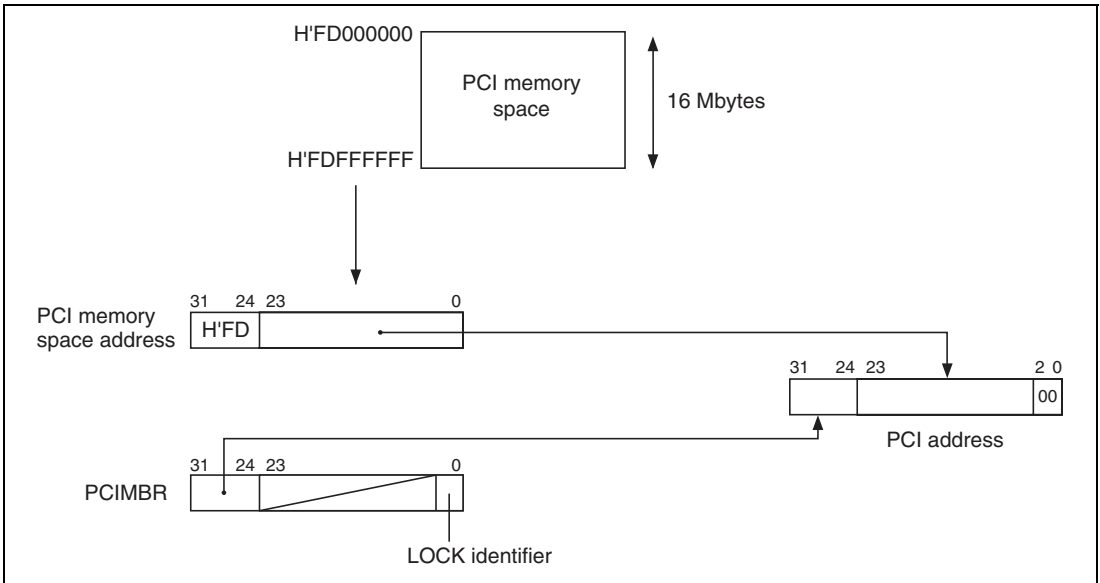 H'FD000000
PCI memory
space
16 Mbytes
H'FDFFFFFF
31 24 23 0
PCI memory
space address
H'FD
31 24 23 2 0
00
PCI address
31 24 23 0
PCIMBR
LOCK identifier